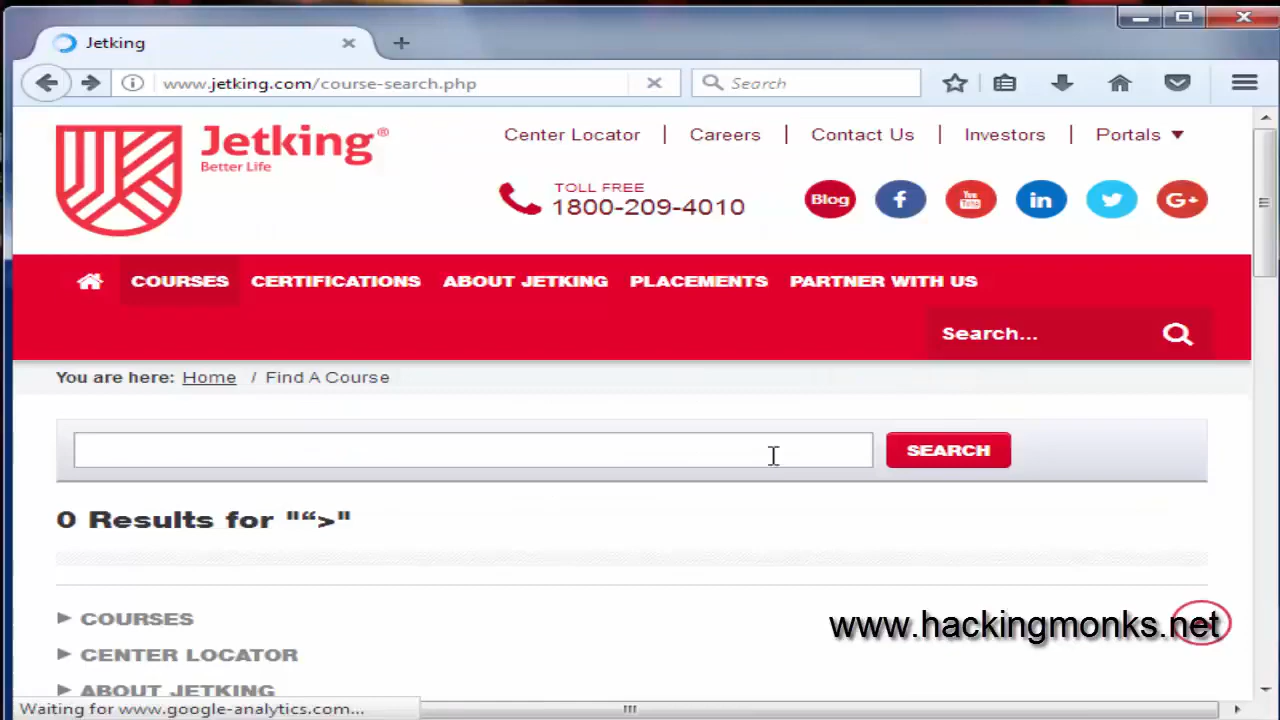 Jetking
www.jetking.com/course-search.php
Search
Jetking®
Better Life
Center Locator | Careers | Contact Us | Investors | Portals
TOLL FREE
1800-209-4010
Blog
You
Tube
in
G+
COURSES CERTIFICATIONS ABOUT JETKING PLACEMENTS PARTNER WITH US
Search...
You are here: Home / Find A Course
SEARCH
0 Results for "“>"
COURSES
CENTER LOCATOR
ABOUT JETKING
www.hackingmonks.net
Waiting for www.google-analytics.com...